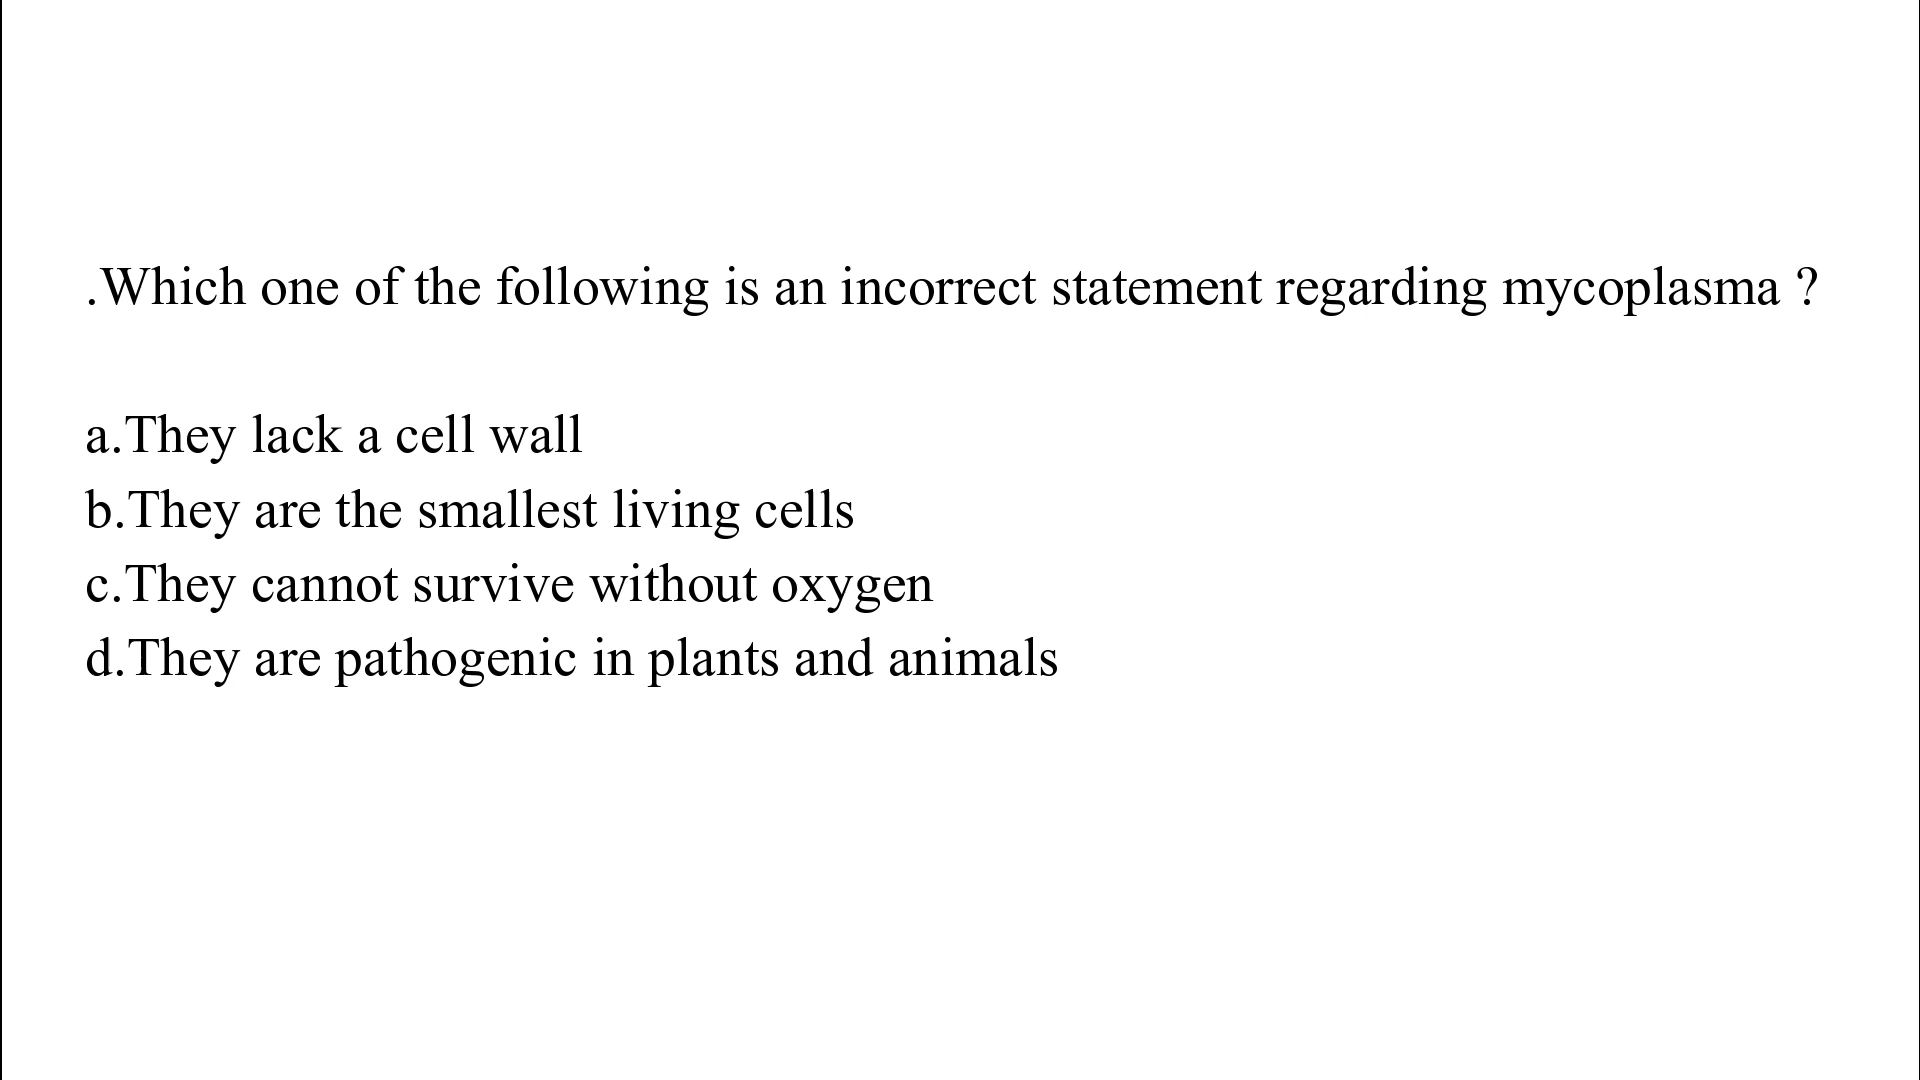 .Which one of the following is an incorrect statement regarding mycoplasma ?
a.They lack a cell wall
b.They are the smallest living cells
c.They cannot survive without oxygen
d.They are pathogenic in plants and animals